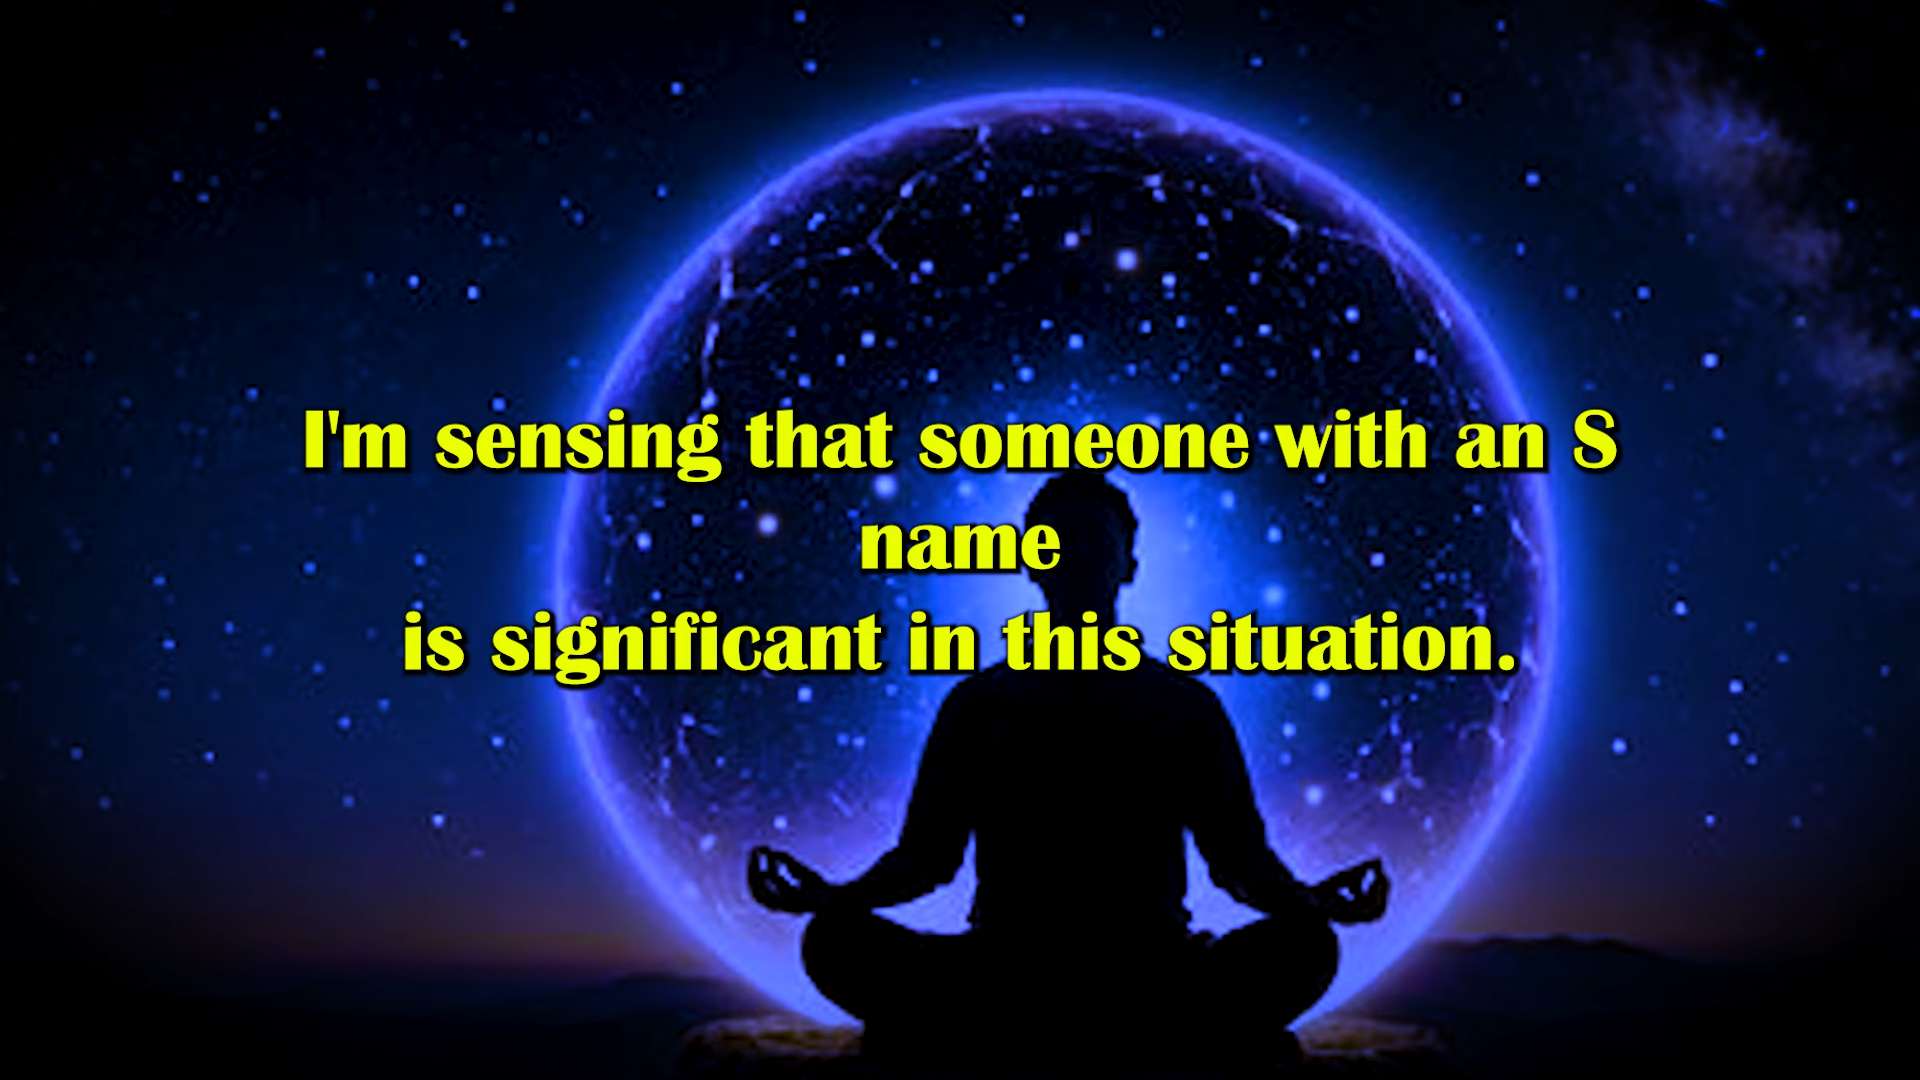 I'm sensing that someone with an S
name
is significant in this situation.